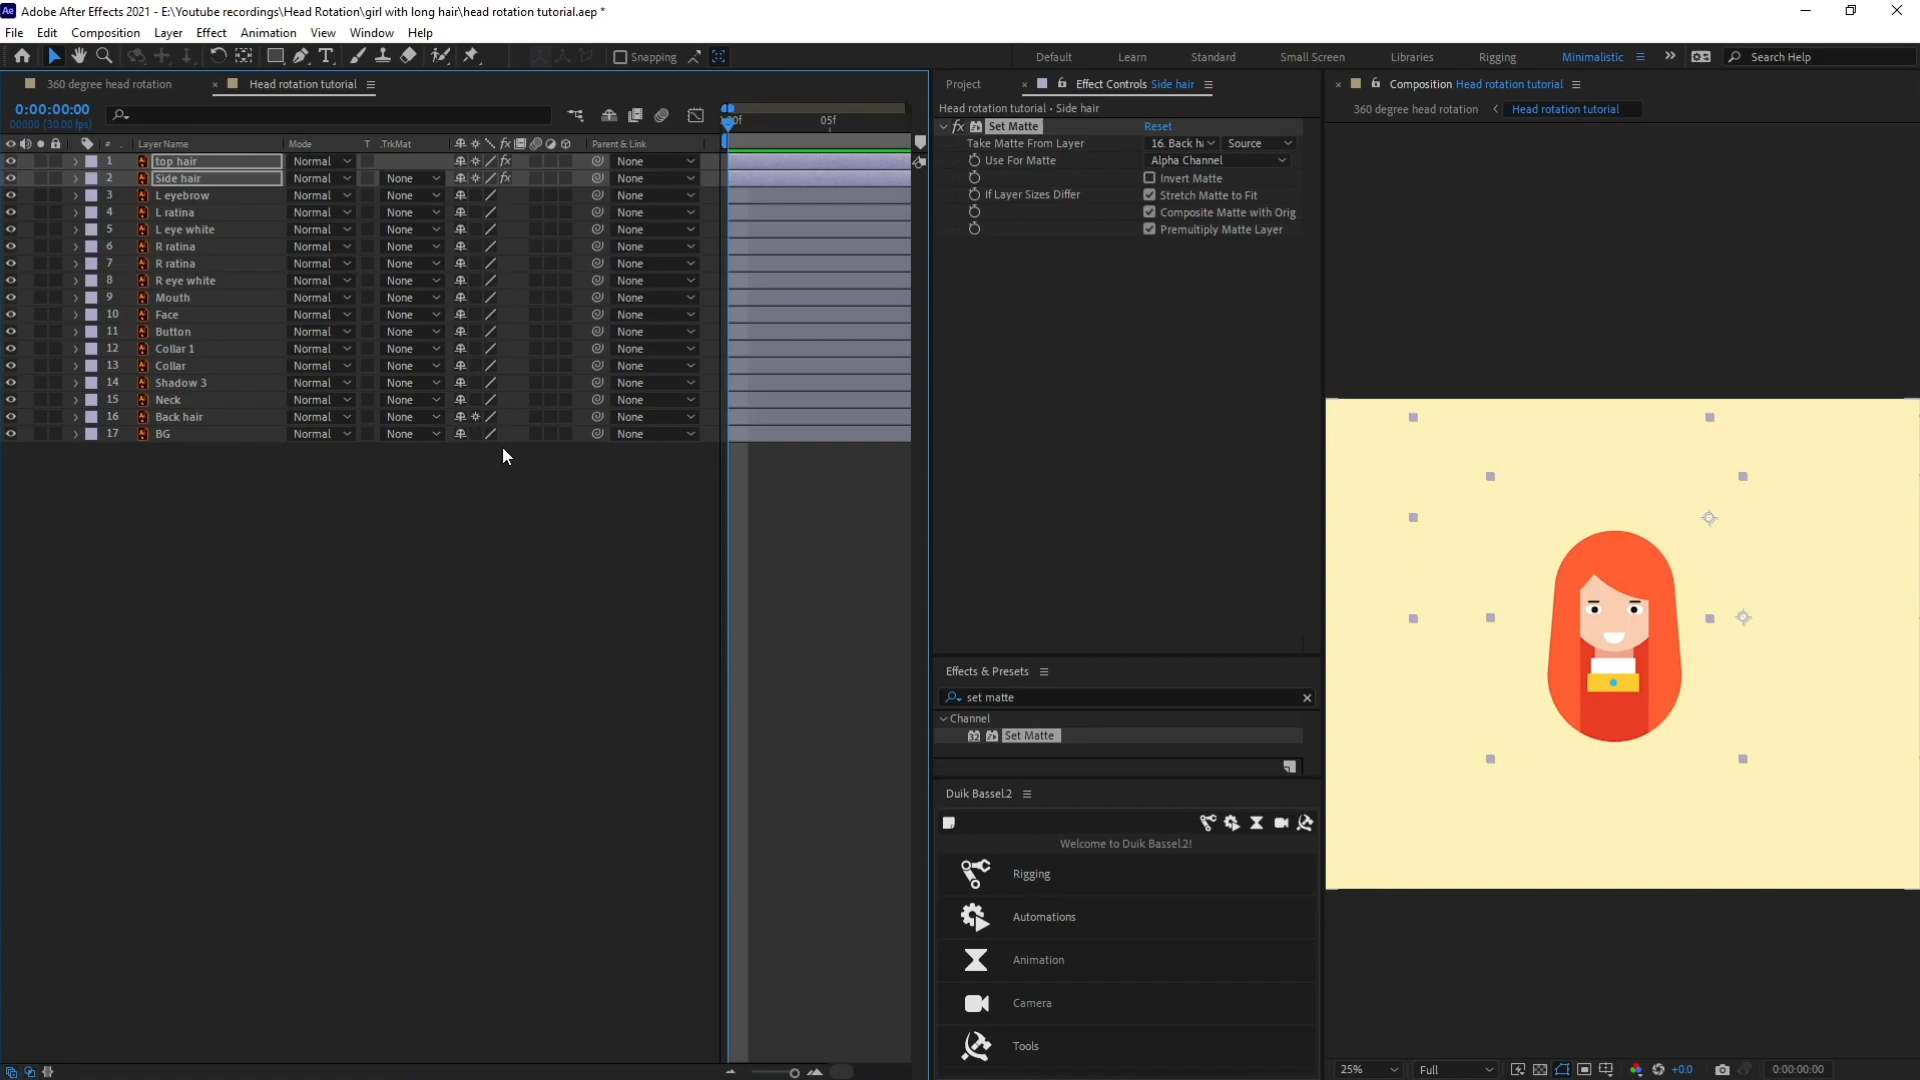 Ae Adobe After Effects 2021 - E:\Youtube recordings\Head Rotation\girl with long hair\head rotation tutorial.aep *
File Edit Composition Layer Effect Animation View Window Help
Snapping Default Learn Standard Small Screen Libraries Rigging Minimalistic Search Help
360 degree head rotation Head rotation tutorial
0:00:00:00
00000 (30.00 fps)
05f
# Layer Name Mode T .TrkMat Parent & Link
1 top hair Normal None
2 Side hair Normal None None
3 L eyebrow Normal None None
4 L ratina Normal None None
5 L eye white Normal None None
6 R ratina Normal None None
7 R ratina Normal None None
8 R eye white Normal None None
9 Mouth Normal None None
10 Face Normal None None
11 Button Normal None None
12 Collar 1 Normal None None
13 Collar Normal None None
14 Shadow 3 Normal None None
15 Neck Normal None None
16 Back hair Normal None None
17 BG Normal None None
Project Effect Controls Side hair
Head rotation tutorial • Side hair
fx Set Matte Reset
Take Matte From Layer 16. Back h Source
Use For Matte Alpha Channel
Invert Matte
If Layer Sizes Differ Stretch Matte to Fit
Composite Matte with Orig
Premultiply Matte Layer
Effects & Presets
set matte
Channel
32 Set Matte
Duik Bassel.2
Welcome to Duik Bassel.2!
Rigging
Automations
Animation
Camera
Tools
Composition Head rotation tutorial
360 degree head rotation Head rotation tutorial
25% Full +0.0 0:00:00:00